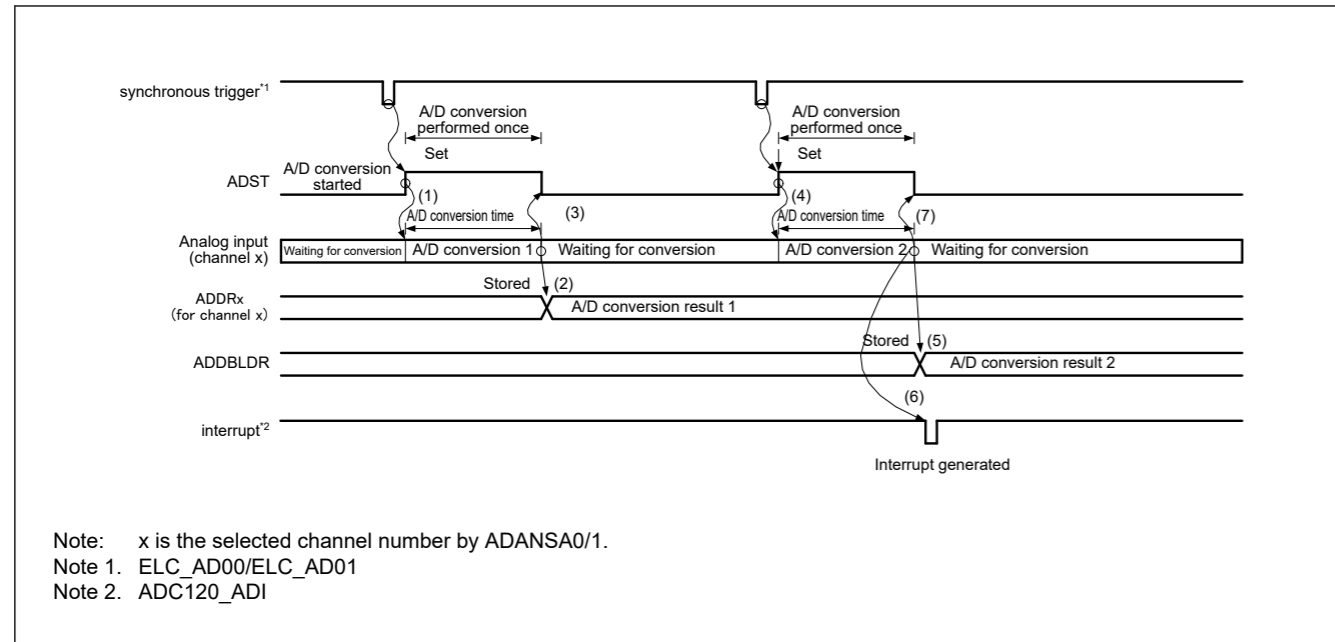 synchronous trigger*1
A/D conversion
performed once
A/D conversion
performed once
Set
Set
A/D conversion
started
ADST
(1)
(4)
A/D conversion time
(3)
A/D conversion time
(7)
Analog input
(channel x)
Waiting for conversion
A/D conversion 1
Waiting for conversion
A/D conversion 2
Waiting for conversion
Stored
(2)
ADDRx
(for channel x)
A/D conversion result 1
Stored
(5)
ADDBLDR
A/D conversion result 2
(6)
interrupt*2
Interrupt generated
Note: x is the selected channel number by ADANSA0/1.
Note 1. ELC_AD00/ELC_AD01
Note 2. ADC120_ADI